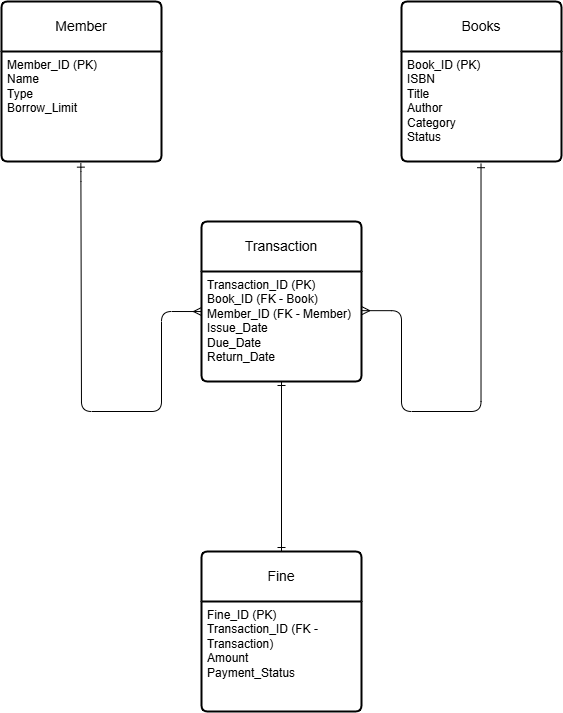 Member
Member_ID (PK)
Name
Type
Borrow_Limit
Books
Book_ID (PK)
ISBN
Title
Author
Category
Status
Transaction
Transaction_ID (PK)
Book_ID (FK - Book)
Member_ID (FK - Member)
Issue_Date
Due_Date
Return_Date
Fine
Fine_ID (PK)
Transaction_ID (FK -
Transaction)
Amount
Payment_Status